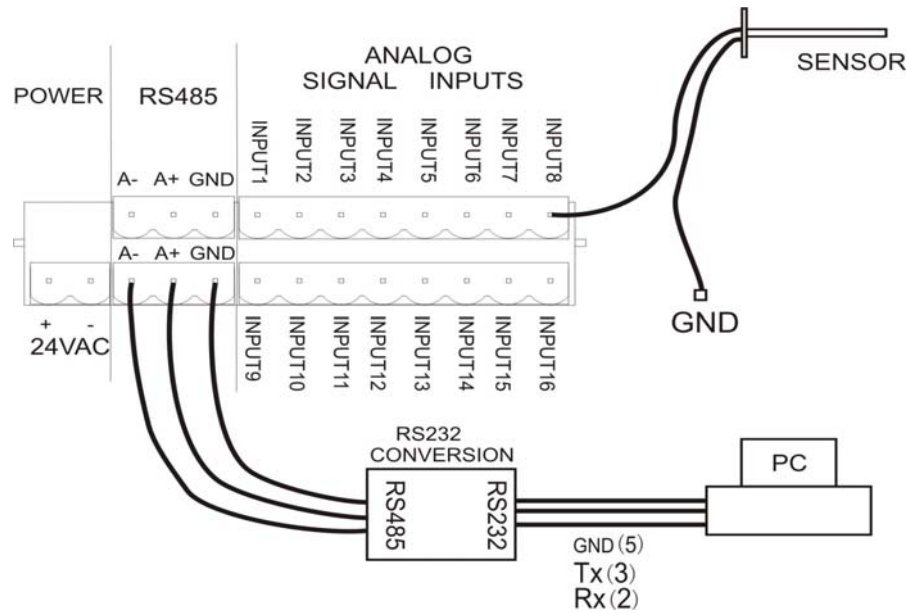 ANALOG
SIGNAL INPUTS
SENSOR
POWER
RS485
INPUT1
INPUT2
INPUT3
INPUT4
INPUT5
INPUT6
INPUT7
INPUT8
A- A+ GND
A- A+ GND
+ -
24VAC
GND
INPUT9
INPUT10
INPUT11
INPUT12
INPUT13
INPUT14
INPUT15
INPUT16
RS232
CONVERSION
RS485
RS232
PC
GND(5)
Tx(3)
Rx(2)